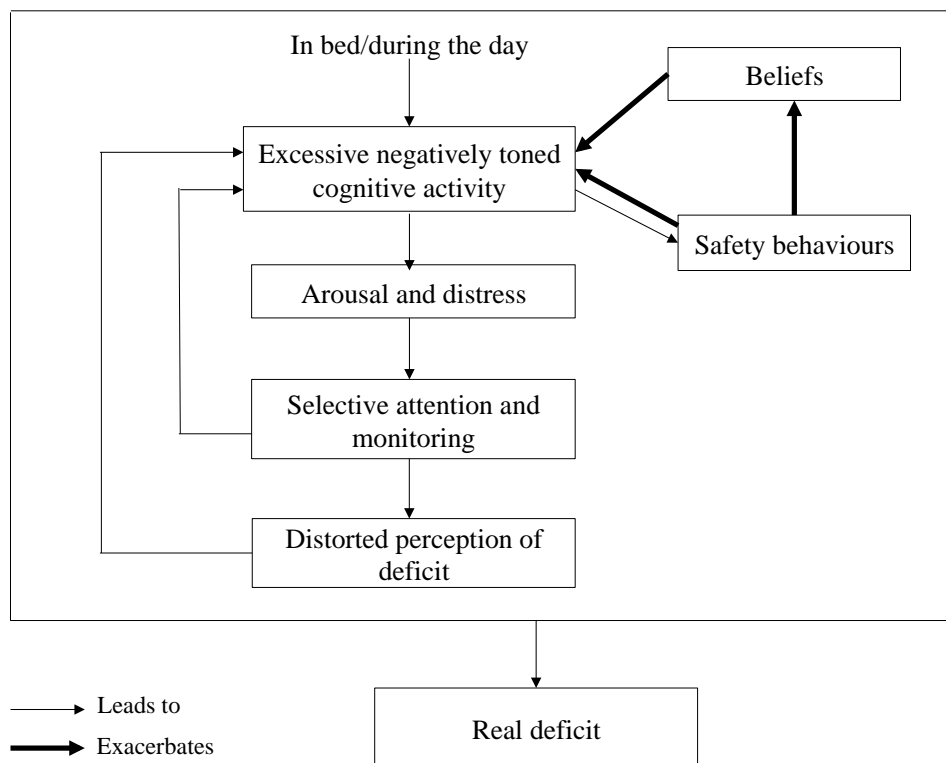 In bed/during the day
Beliefs
Excessive negatively toned
cognitive activity
Safety behaviours
Arousal and distress
Selective attention and
monitoring
Distorted perception of
deficit
Leads to
Exacerbates
Real deficit